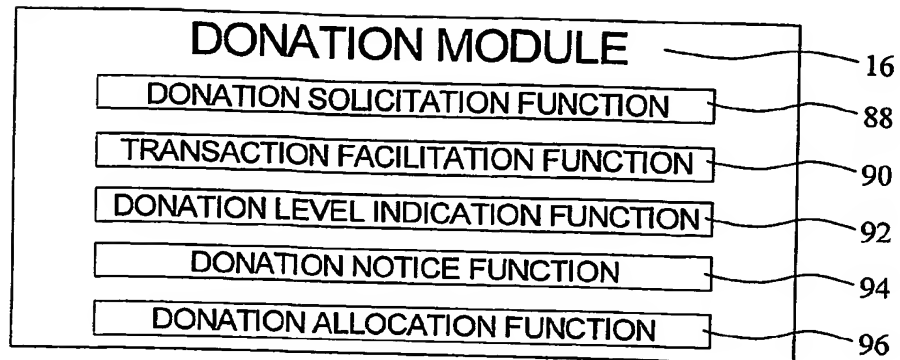 DONATION MODULE 16
DONATION SOLICITATION FUNCTION 88
TRANSACTION FACILITATION FUNCTION 90
DONATION LEVEL INDICATION FUNCTION 92
DONATION NOTICE FUNCTION 94
DONATION ALLOCATION FUNCTION 96